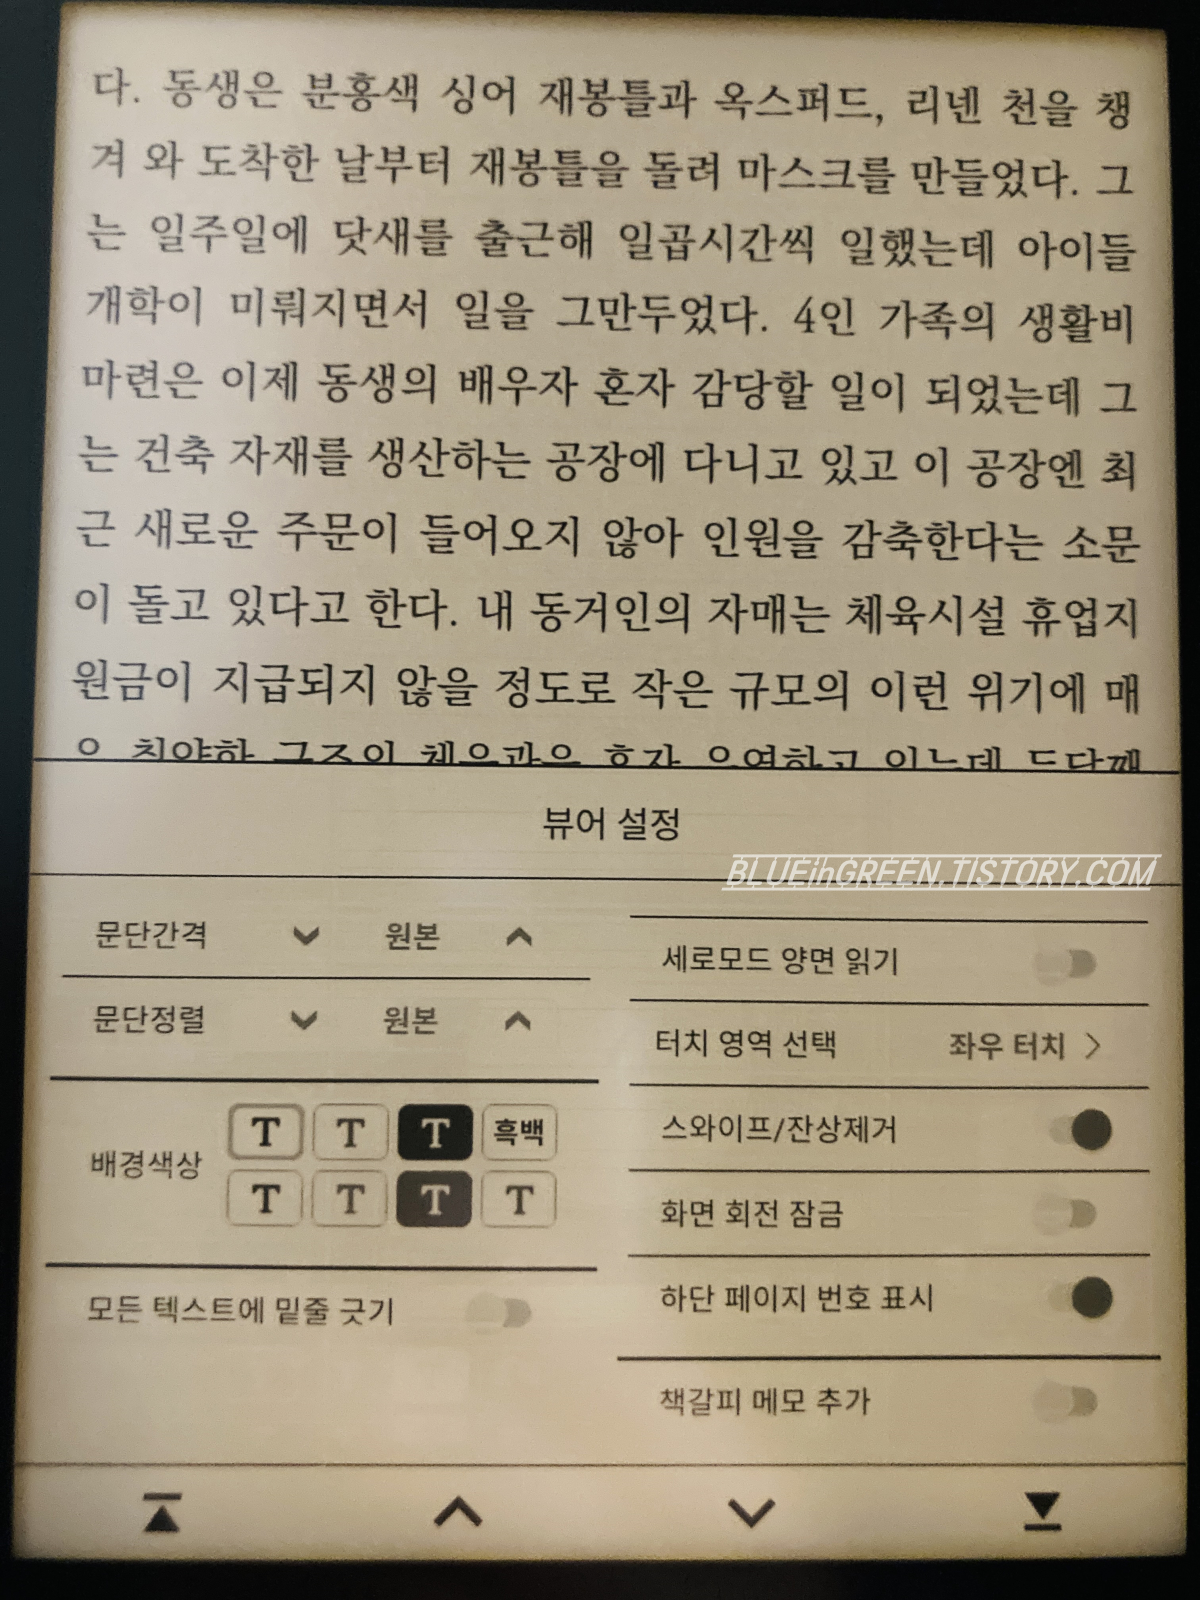 다. 동생은 분홍색 싱어 재봉틀과 옥스퍼드, 리넨 천을 챙
겨 와 도착한 날부터 재봉틀을 돌려 마스크를 만들었다. 그
는 일주일에 닷새를 출근해 일곱시간씩 일했는데 아이들
개학이 미뤄지면서 일을 그만두었다. 4인 가족의 생활비
마련은 이제 동생의 배우자 혼자 감당할 일이 되었는데 그
는 건축 자재를 생산하는 공장에 다니고 있고 이 공장엔 최
근 새로운 주문이 들어오지 않아 인원을 감축한다는 소문
이 돌고 있다고 한다. 내 동거인의 자매는 체육시설 휴업지
원금이 지급되지 않을 정도로 작은 규모의 이런 위기에 매
뷰어 설정
BLUEihGREEN.TISTORY.COM
문단간격 원본
문단정렬 원본
배경색상
T T T 흑백
T T T T
모든 텍스트에 밑줄 긋기
세로모드 양면 읽기
터치 영역 선택 좌우 터치 >
스와이프/잔상제거
화면 회전 잠금
하단 페이지 번호 표시
책갈피 메모 추가